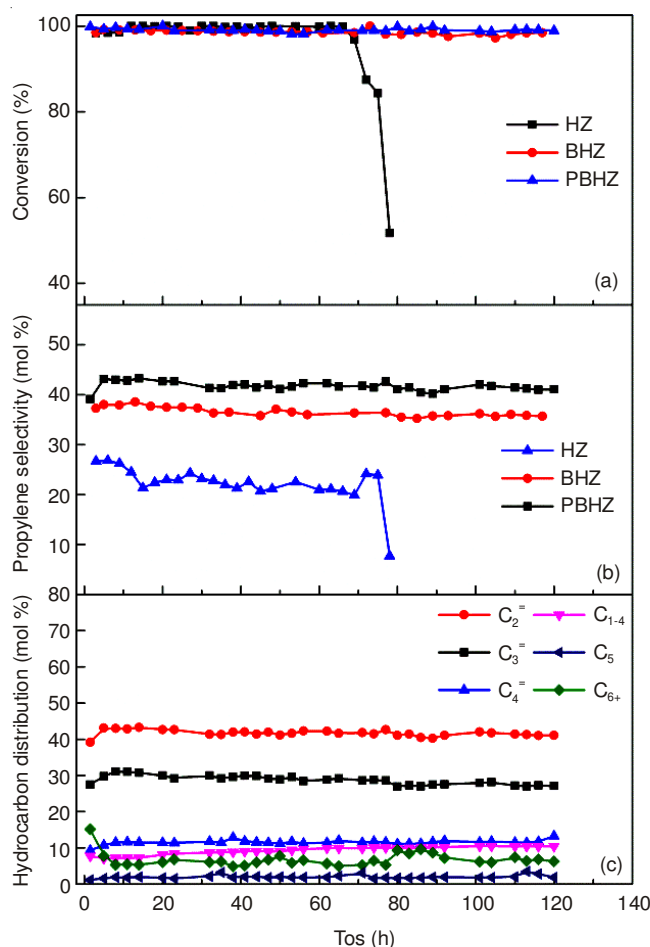 100
80
60
40
Conversion (%)
HZ
BHZ
PBHZ
(a)
50
40
30
20
10
Propylene selectivity (mol %)
HZ
BHZ
PBHZ
(b)
80
70
60
50
40
30
20
10
0
Hydrocarbon distribution (mol %)
C2= C1-4
C3= C5
C4= C6+
(c)
0 20 40 60 80 100 120 140
Tos (h)